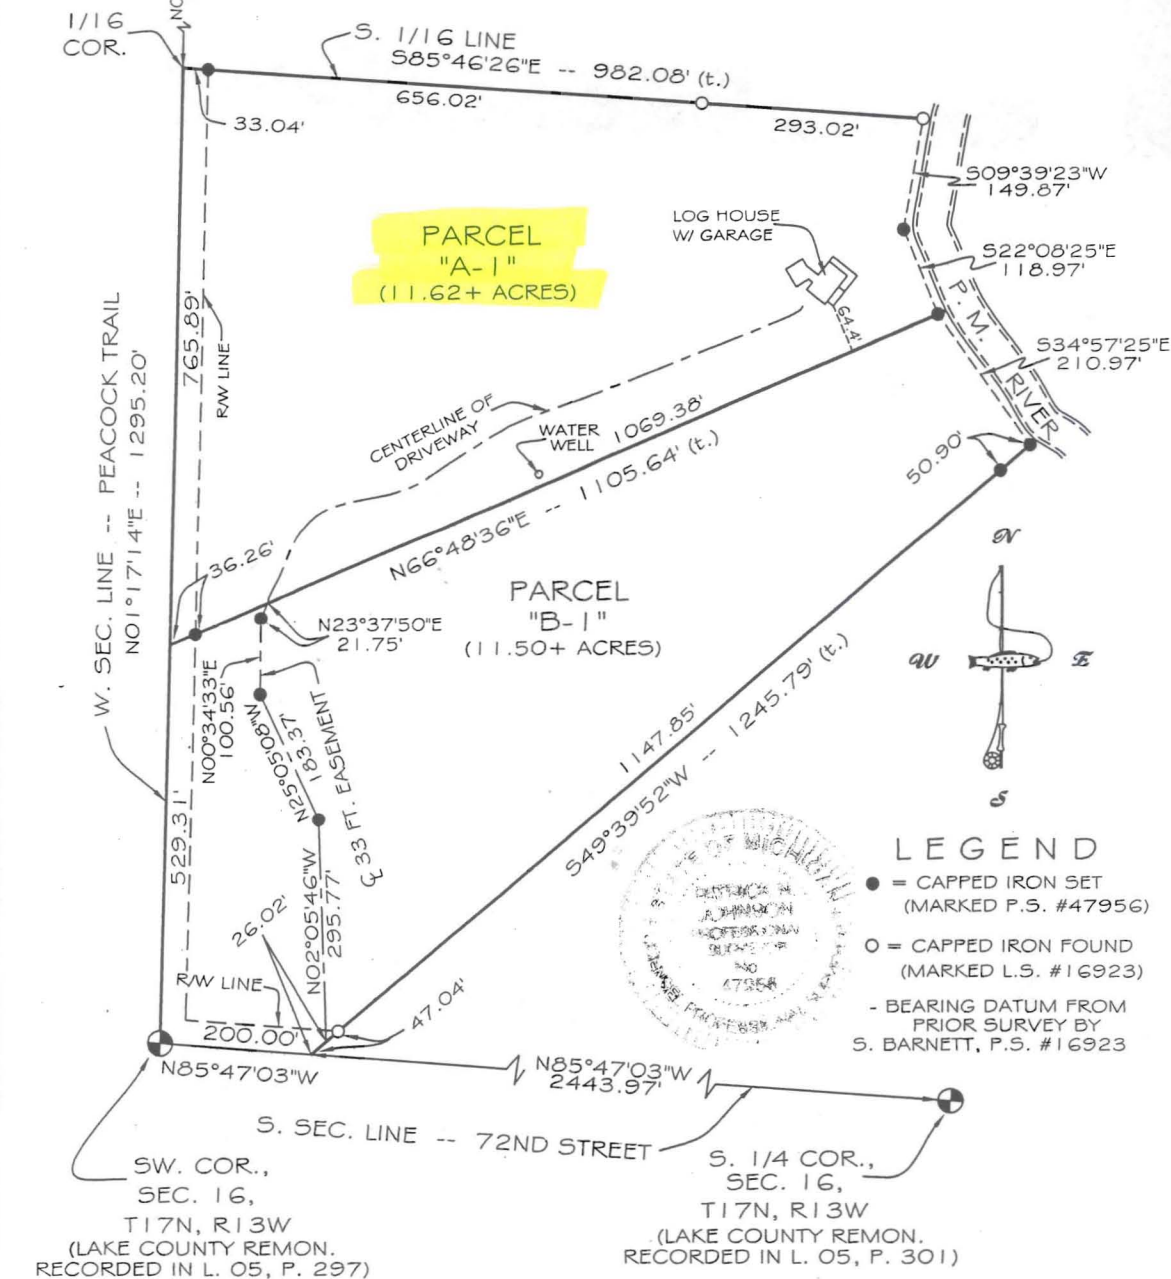 NO
1/16
COR.
S. 1/16 LINE
S85°46'26"E -- 982.08' (t.)
656.02'
293.02'
33.04'
S09°39'23"W
149.87'
PARCEL
"A-1"
(11.62+ ACRES)
LOG HOUSE
W/ GARAGE
S22°08'25"E
118.97'
P. M. RIVER
64.4'
S34°57'25"E
210.97'
765.89'
R/W LINE
W. SEC. LINE -- PEACOCK TRAIL
N01°17'14"E -- 1295.20'
CENTERLINE OF
DRIVEWAY
WATER
WELL
1069.38'
N66°48'36"E -- 1105.64' (t.)
50.90'
36.26'
N
W
E
S
PARCEL
"B-1"
(11.50+ ACRES)
N23°37'50"E
21.75'
N00°34'33"E
100.56'
N25°05'08"W
183.37'
℄ 33 FT. EASEMENT
1147.85'
S49°39'52"W -- 1245.79' (t.)
529.31'
N02°05'46"W
295.77'
26.02'
R/W LINE
47.04'
200.00'
N85°47'03"W
N85°47'03"W
2443.97'
S. SEC. LINE -- 72ND STREET
STATE OF MICHIGAN
JOHNSON
PROFESSIONAL
SURVEYOR
NO
47956
LEGEND
● = CAPPED IRON SET
(MARKED P.S. #47956)
○ = CAPPED IRON FOUND
(MARKED L.S. #16923)
- BEARING DATUM FROM
PRIOR SURVEY BY
S. BARNETT, P.S. #16923
SW. COR.,
SEC. 16,
T17N, R13W
(LAKE COUNTY REMON.
RECORDED IN L. 05, P. 297)
S. 1/4 COR.,
SEC. 16,
T17N, R13W
(LAKE COUNTY REMON.
RECORDED IN L. 05, P. 301)